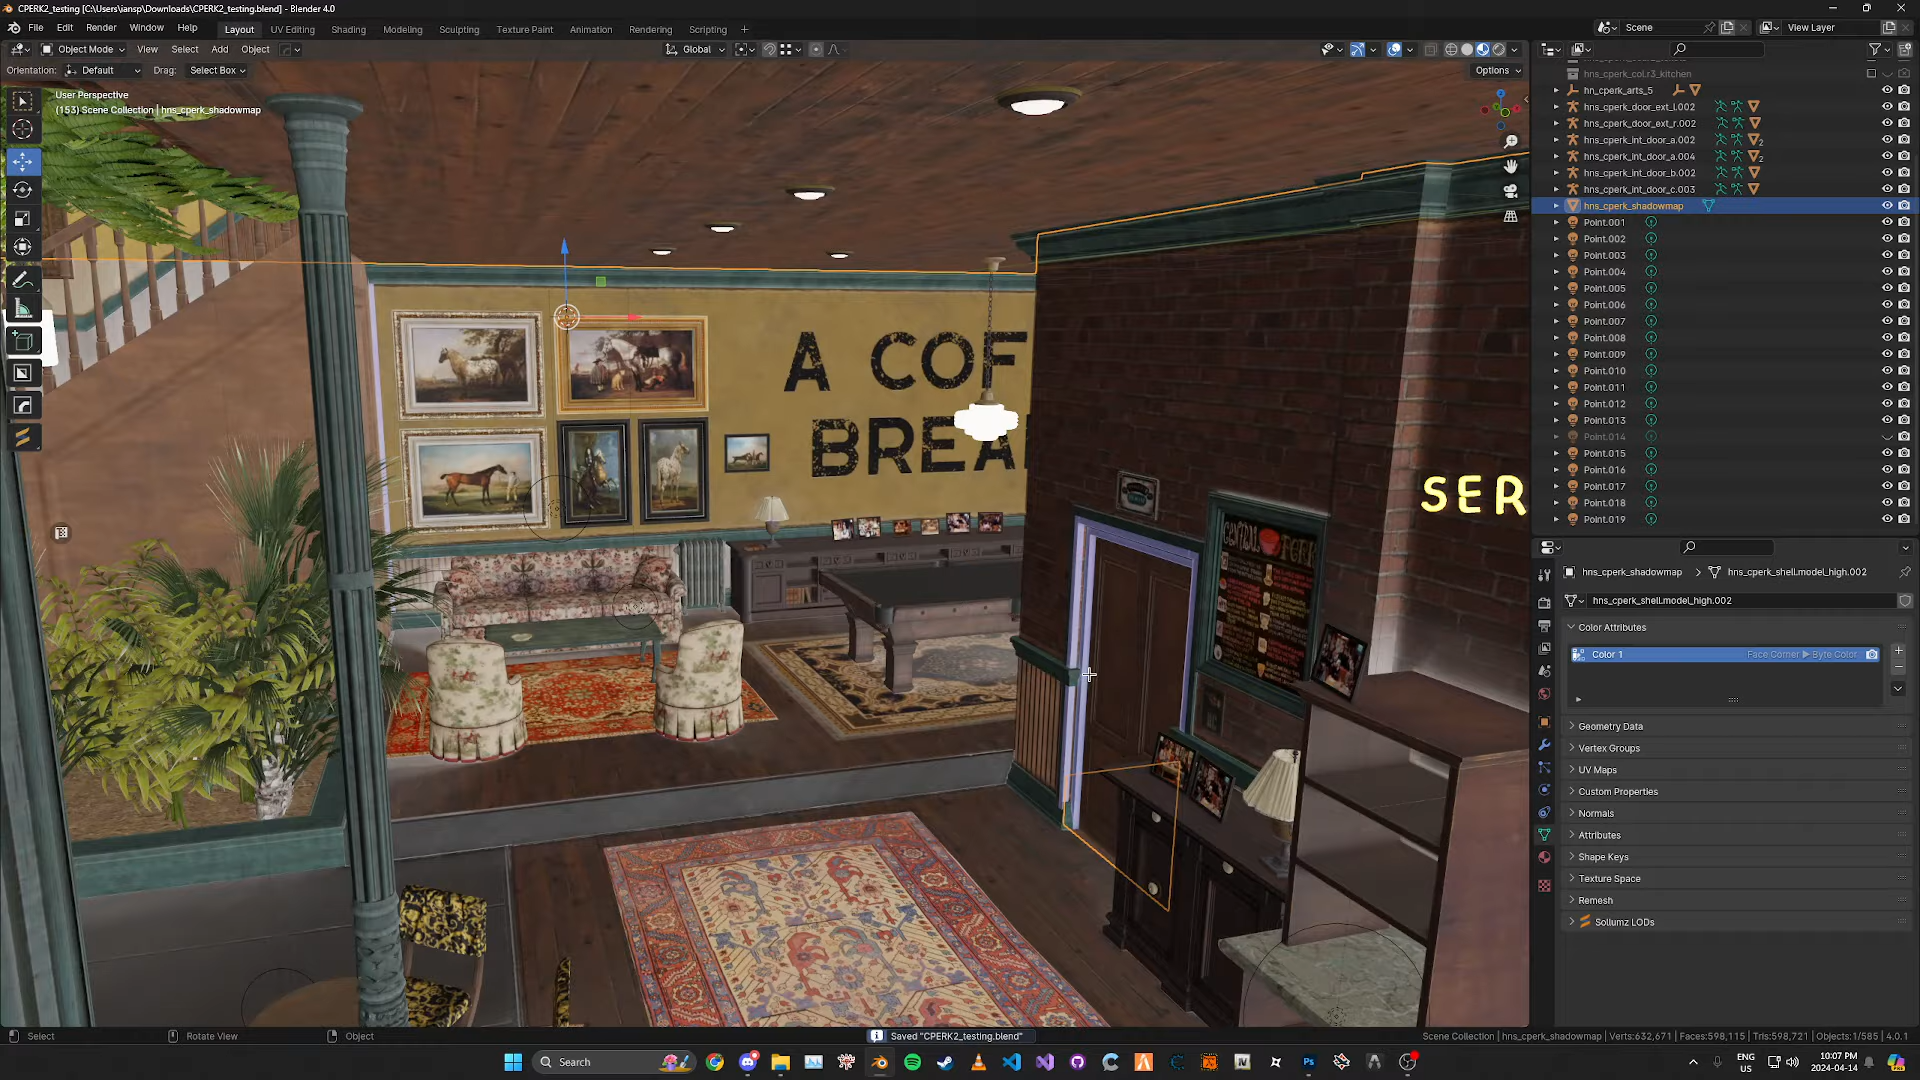 CPERK2_testing [C:\Users\iansp\Downloads\CPERK2_testing.blend] - Blender 4.0
File Edit Render Window Help Layout UV Editing Shading Modeling Sculpting Texture Paint Animation Rendering Scripting + Scene View Layer
Object Mode View Select Add Object Global
Orientation: Default Drag: Select Box Options
User Perspective
(153) Scene Collection | hns_cperk_shadowmap
A COF
BREA
SER
CENTRAL PERK
hns_cperk_col.r3_kitchen
hn_cperk_arts_5
hns_cperk_door_ext_l.002
hns_cperk_door_ext_r.002
hns_cperk_int_door_a.002
hns_cperk_int_door_a.004
hns_cperk_int_door_b.002
hns_cperk_int_door_c.003
hns_cperk_shadowmap
Point.001
Point.002
Point.003
Point.004
Point.005
Point.006
Point.007
Point.008
Point.009
Point.010
Point.011
Point.012
Point.013
Point.014
Point.015
Point.016
Point.017
Point.018
Point.019
hns_cperk_shadowmap > hns_cperk_shell.model_high.002
hns_cperk_shell.model_high.002
Color Attributes
Color 1 Face Corner ▶ Byte Color
Geometry Data
Vertex Groups
UV Maps
Custom Properties
Normals
Attributes
Shape Keys
Texture Space
Remesh
Sollumz LODs
Select Rotate View Object Saved "CPERK2_testing.blend" Scene Collection | hns_cperk_shadowmap | Verts:632,671 | Faces:598,115 | Tris:598,721 | Objects:1/585 | 4.0.1
Search ENG US 10:07 PM 2024-04-14